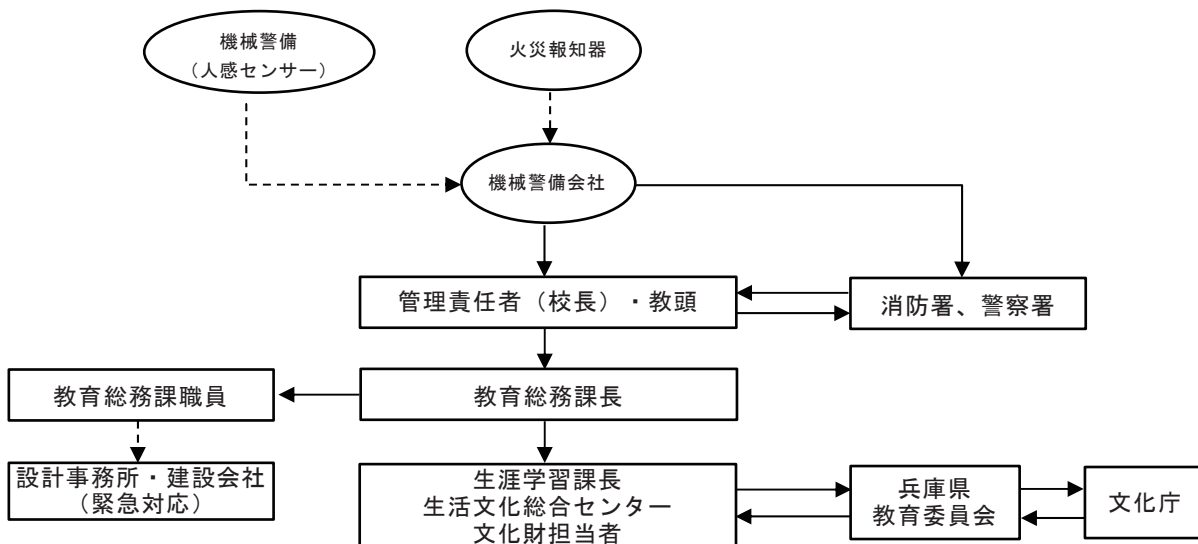 機械警備
（人感センサー）
火災報知器
機械警備会社
管理責任者（校長）・教頭
消防署、警察署
教育総務課職員
教育総務課長
設計事務所・建設会社
（緊急対応）
生涯学習課長
生活文化総合センター
文化財担当者
兵庫県
教育委員会
文化庁